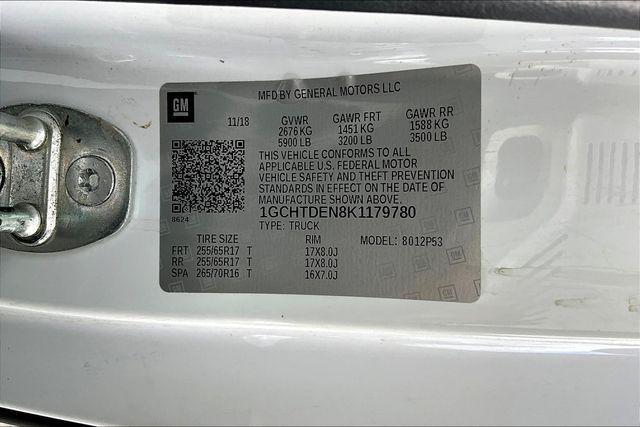 GM
MFD BY GENERAL MOTORS LLC
11/18 GVWR GAWR FRT GAWR RR
2676 KG 1451 KG 1588 KG
5900 LB 3200 LB 3500 LB
THIS VEHICLE CONFORMS TO ALL
APPLICABLE U.S. FEDERAL MOTOR
VEHICLE SAFETY AND THEFT PREVENTION
STANDARDS IN EFFECT ON THE DATE OF
MANUFACTURE SHOWN ABOVE.
8624
1GCHTDEN8K1179780
TYPE: TRUCK
TIRE SIZE RIM MODEL: 8012P53
FRT 255/65R17 T 17X8.0J
RR 255/65R17 T 17X8.0J
SPA 265/70R16 T 16X7.0J